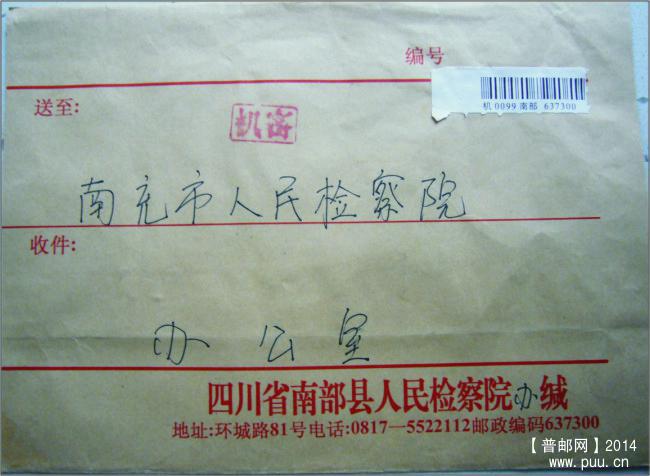 编号
机 0099 南部 637300
送至:
机密
南充市人民检察院
收件:
办公室
四川省南部县人民检察院办缄
地址:环城路81号电话:0817—5522112邮政编码637300
【普邮网】2014
www.puu.cn